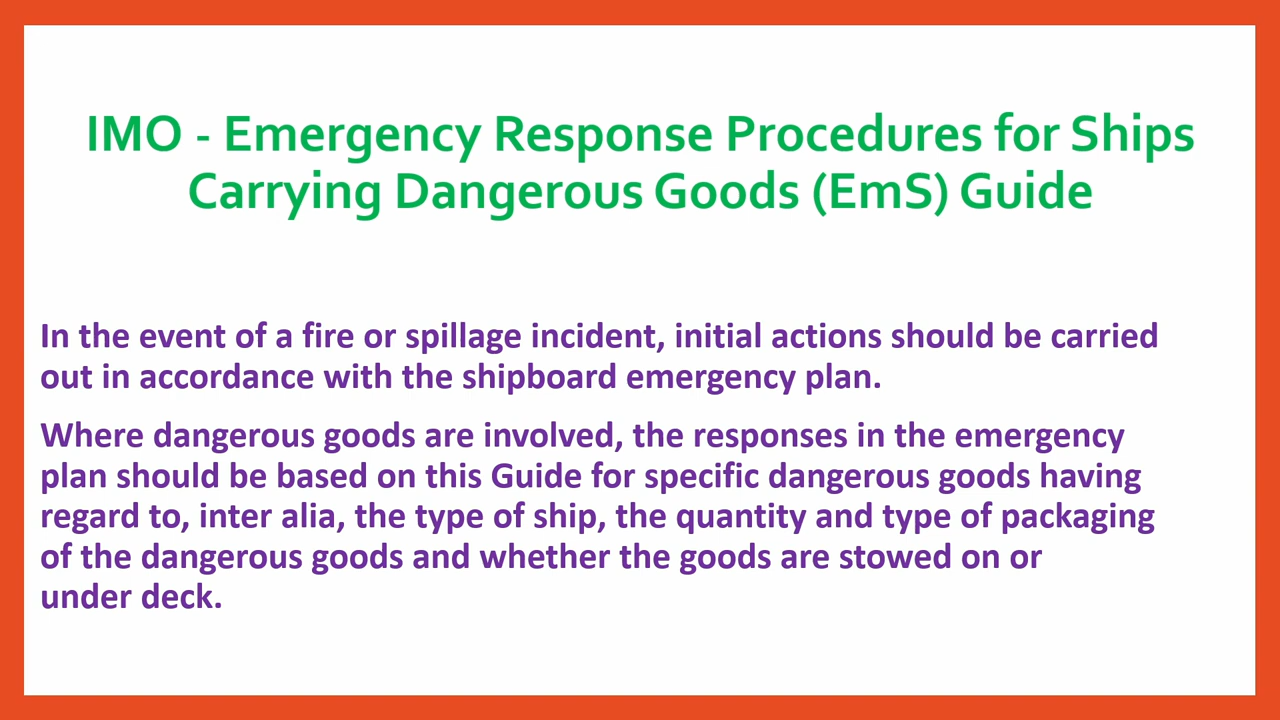 IMO - Emergency Response Procedures for Ships
Carrying Dangerous Goods (EmS) Guide
In the event of a fire or spillage incident, initial actions should be carried
out in accordance with the shipboard emergency plan.
Where dangerous goods are involved, the responses in the emergency
plan should be based on this Guide for specific dangerous goods having
regard to, inter alia, the type of ship, the quantity and type of packaging
of the dangerous goods and whether the goods are stowed on or
under deck.